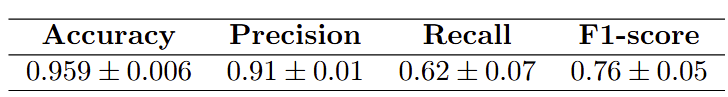 Accuracy Precision Recall F1-score
0.959 ± 0.006 0.91 ± 0.01 0.62 ± 0.07 0.76 ± 0.05